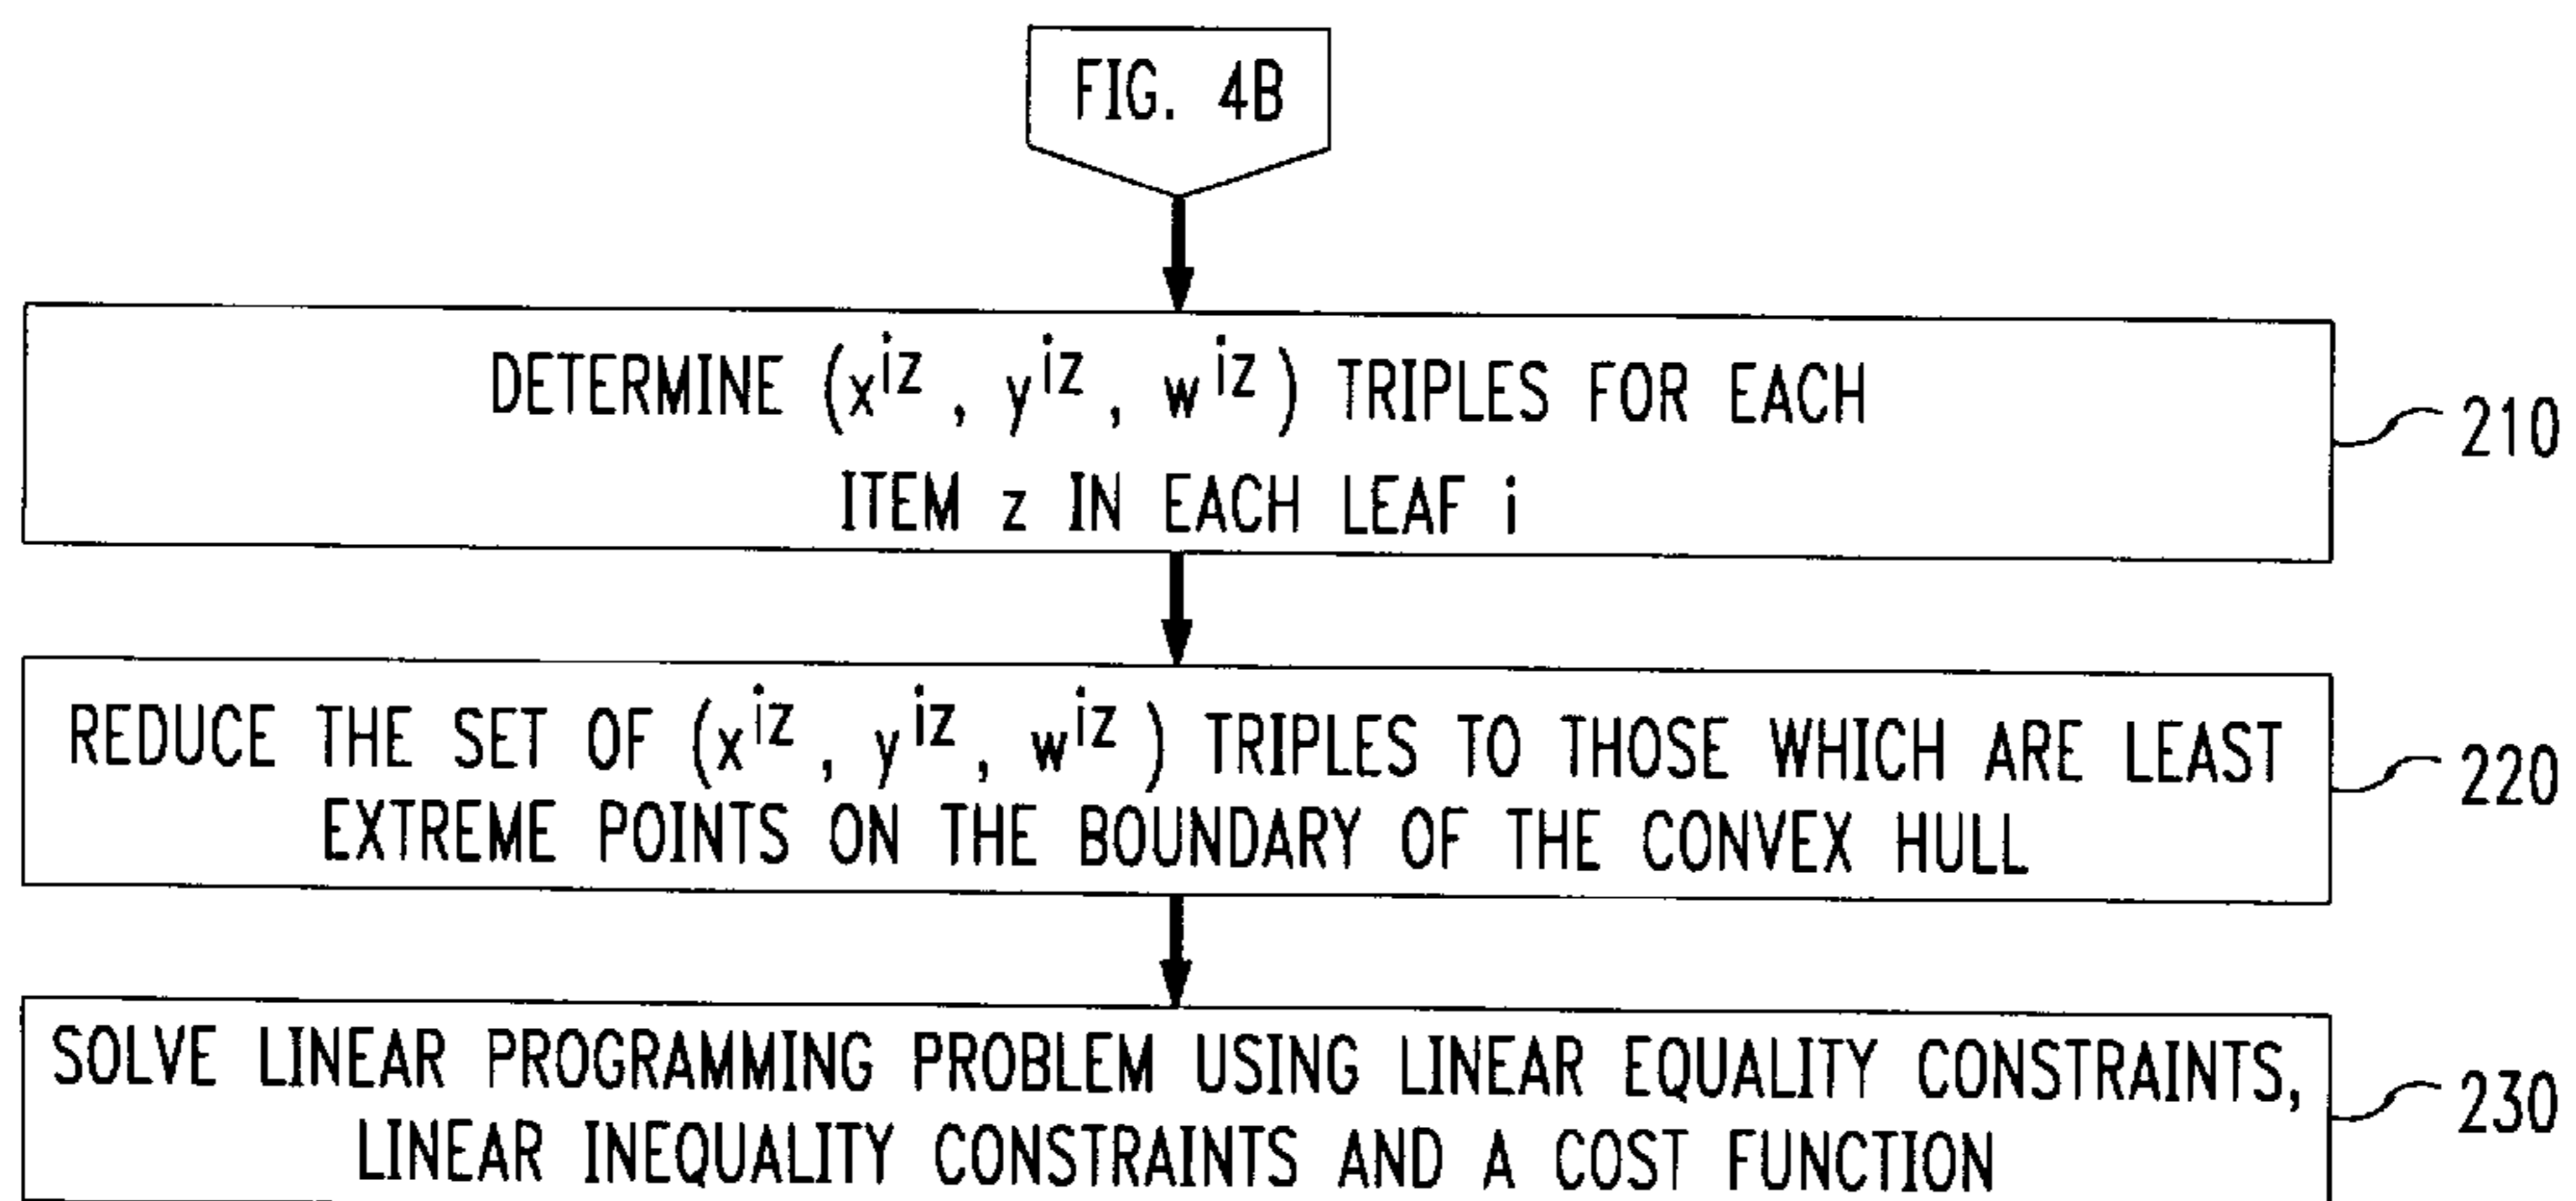 FIG. 4B
DETERMINE (x^iz, y^iz, w^iz) TRIPLES FOR EACH
ITEM z IN EACH LEAF i
210
REDUCE THE SET OF (x^iz, y^iz, w^iz) TRIPLES TO THOSE WHICH ARE LEAST
EXTREME POINTS ON THE BOUNDARY OF THE CONVEX HULL
220
SOLVE LINEAR PROGRAMMING PROBLEM USING LINEAR EQUALITY CONSTRAINTS,
LINEAR INEQUALITY CONSTRAINTS AND A COST FUNCTION
230